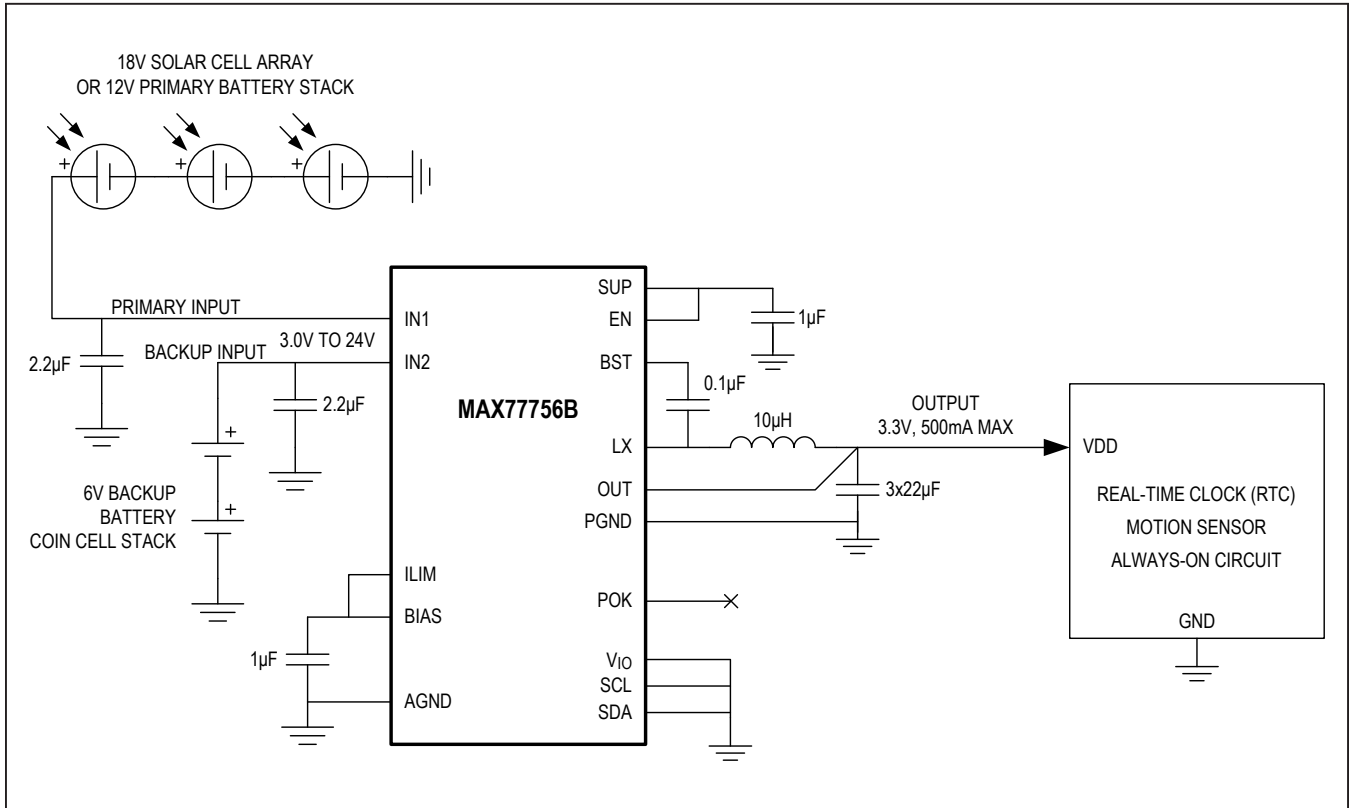 18V SOLAR CELL ARRAY
OR 12V PRIMARY BATTERY STACK
+
+
+
PRIMARY INPUT
2.2µF
BACKUP INPUT
3.0V TO 24V
2.2µF
+
+
6V BACKUP
BATTERY
COIN CELL STACK
1µF
MAX77756B
IN1
IN2
ILIM
BIAS
AGND
SUP
EN
BST
LX
OUT
PGND
POK
VIO
SCL
SDA
1µF
0.1µF
10µH
OUTPUT
3.3V, 500mA MAX
3x22µF
VDD
REAL-TIME CLOCK (RTC)
MOTION SENSOR
ALWAYS-ON CIRCUIT
GND